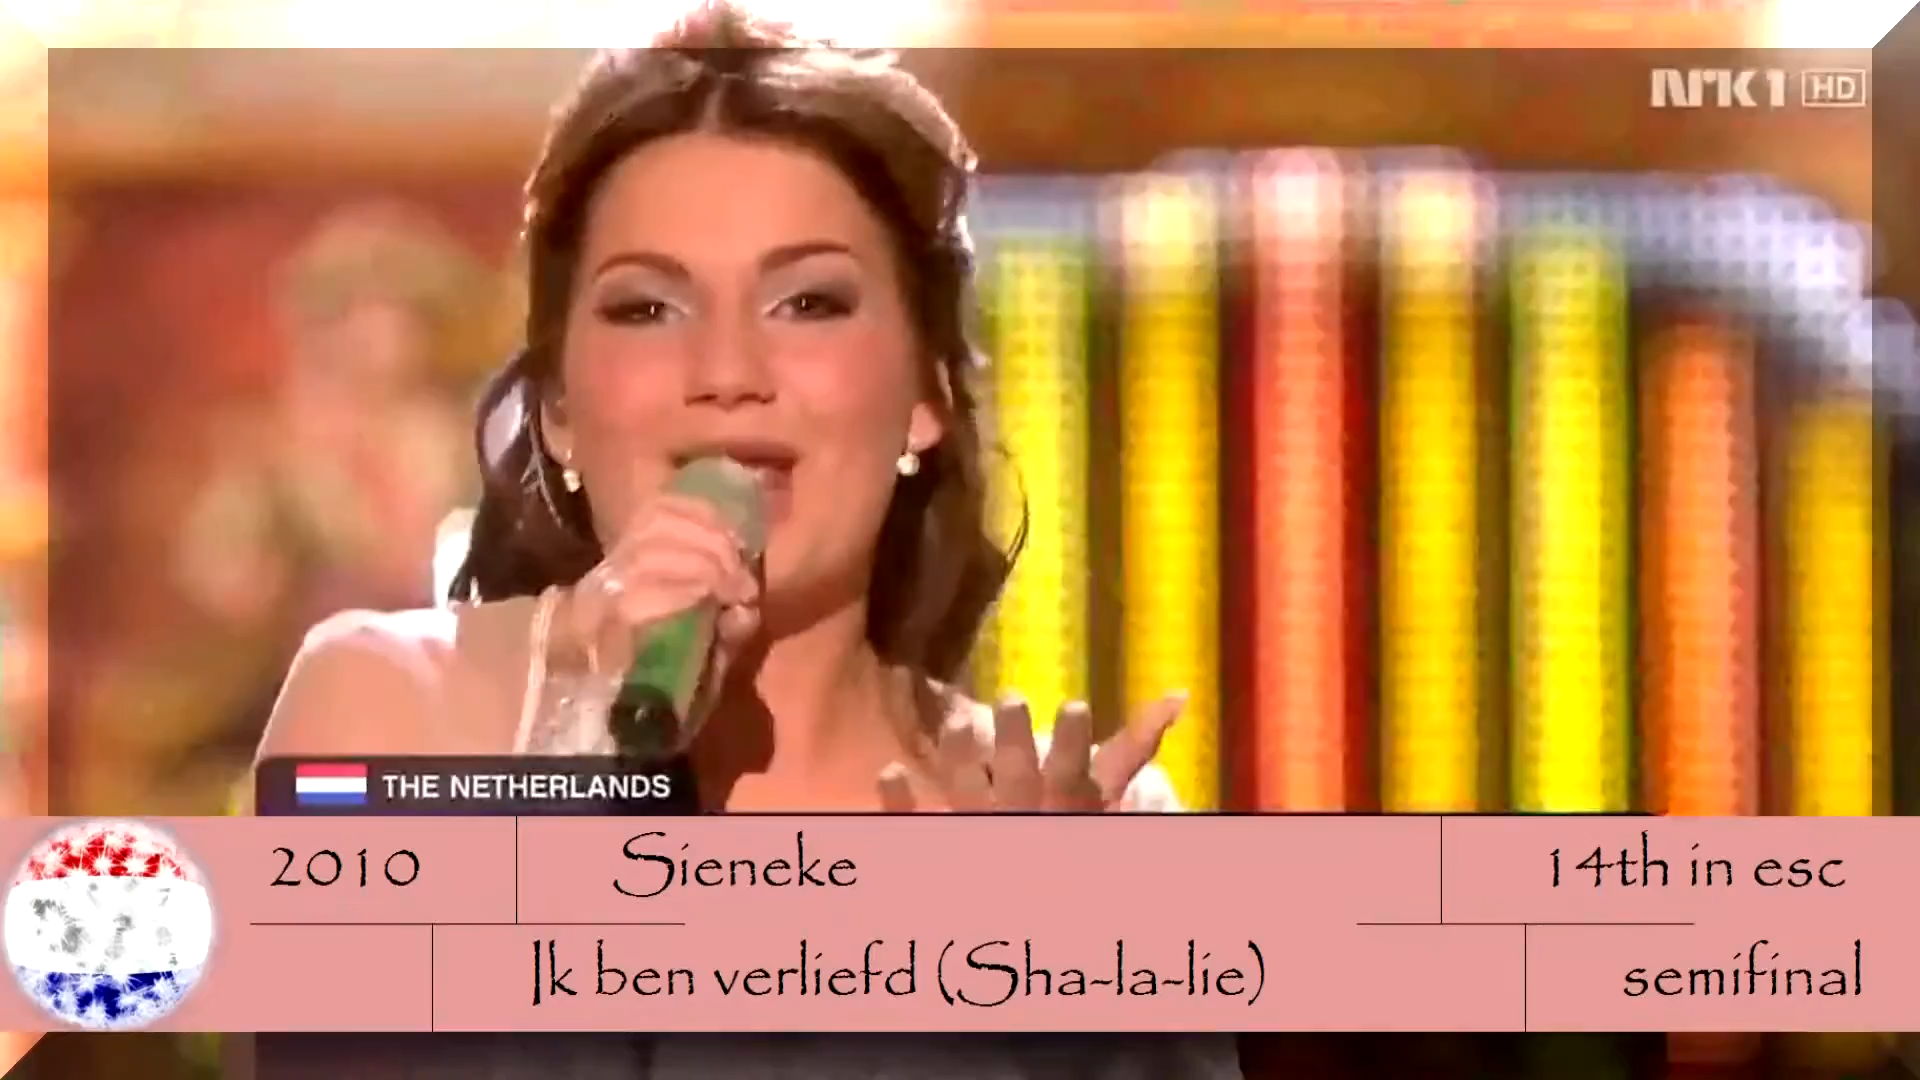 NRK1 HD
THE NETHERLANDS
2010
Sieneke
14th in esc
Ik ben verliefd (Sha-la-lie)
semifinal